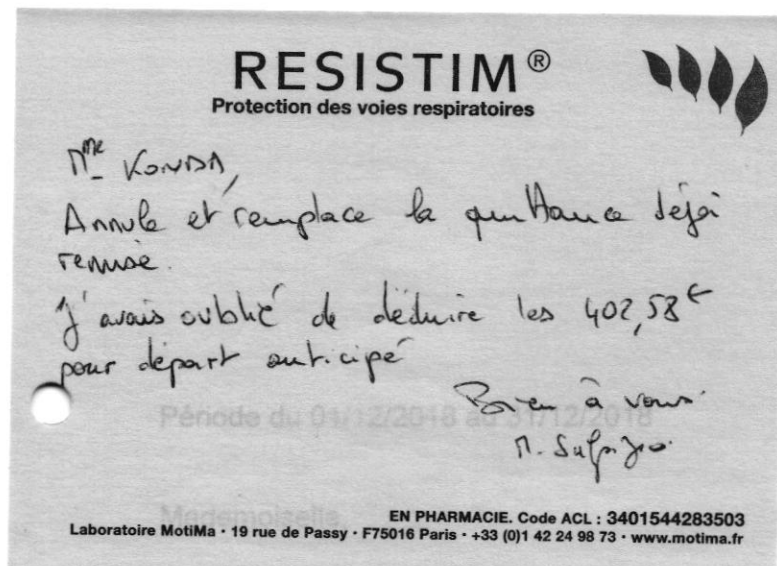 RESISTIM®
Protection des voies respiratoires
Mme KONDA,
Annule et remplace la quittance déjà
remise.
J'avais oublié de déduire les 402,58 €
pour départ anticipé
Bien à vous.
Période du 01/12/2018 au 31/12/2018
M.
Mademoiselle,
EN PHARMACIE. Code ACL : 3401544283503
Laboratoire MotiMa · 19 rue de Passy · F75016 Paris · +33 (0)1 42 24 98 73 · www.motima.fr